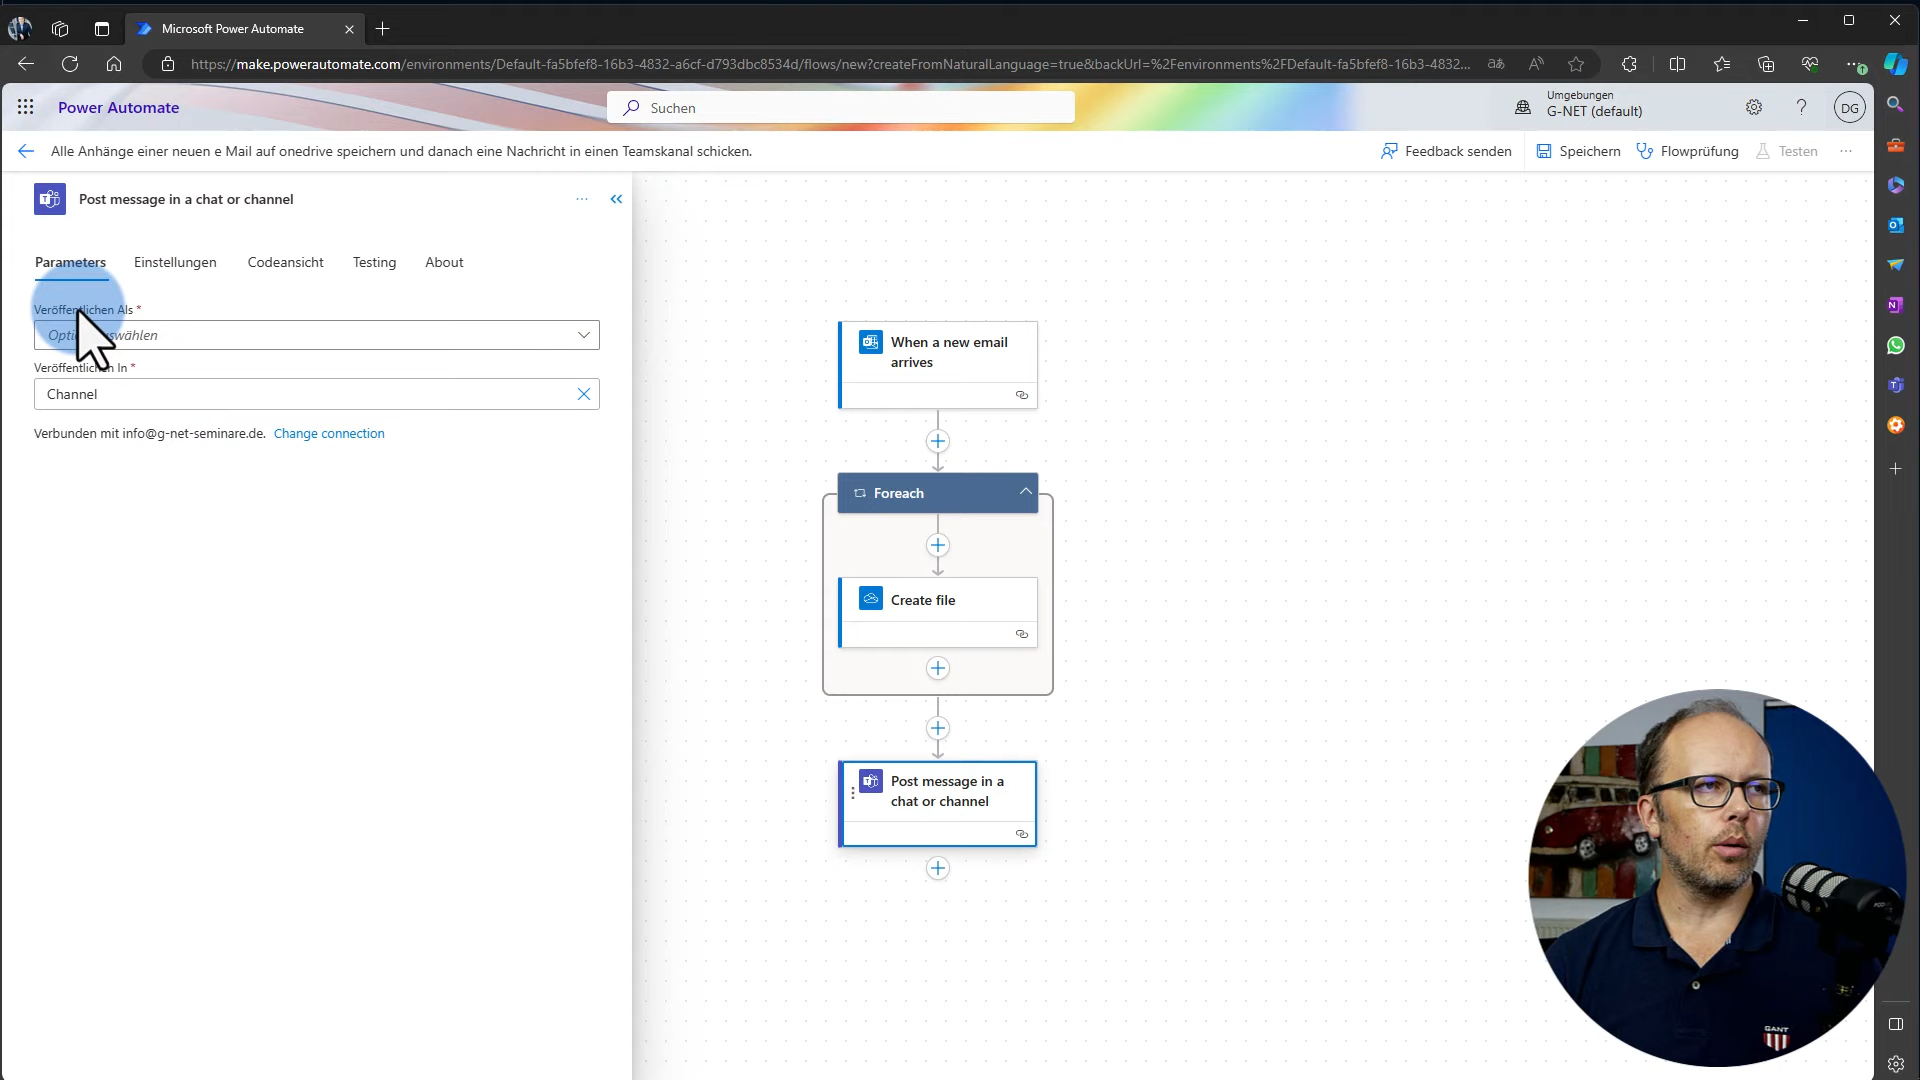 Microsoft Power Automate
https://make.powerautomate.com/environments/Default-fa5bfef8-16b3-4832-a6cf-d793dbc8534d/flows/new?createFromNaturalLanguage=true&backUrl=%2Fenvironments%2FDefault-fa5bfef8-16b3-4832...
Power Automate
Suchen
Umgebungen
G-NET (default)
DG
Alle Anhänge einer neuen e Mail auf onedrive speichern und danach eine Nachricht in einen Teamskanal schicken.
Feedback senden
Speichern
Flowprüfung
Testen
Post message in a chat or channel
Parameters
Einstellungen
Codeansicht
Testing
About
Veröffentlichen Als *
Veröffentlichen In *
Channel
Verbunden mit info@g-net-seminare.de. Change connection
When a new email
arrives
Foreach
Create file
Post message in a
chat or channel
GANT